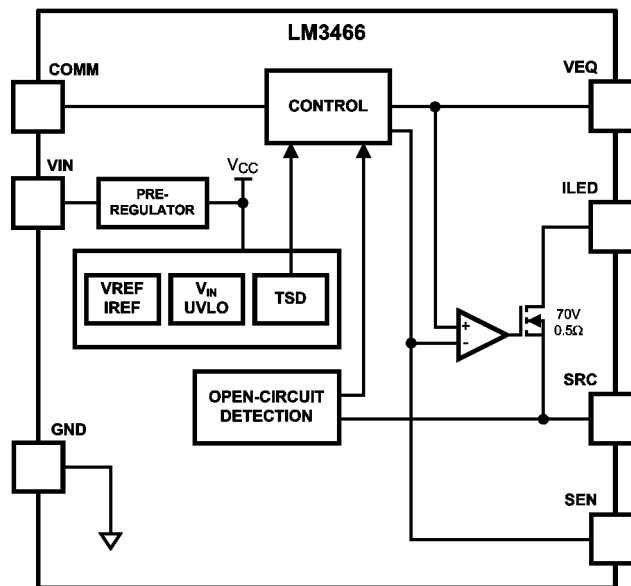 LM3466
COMM
VEQ
CONTROL
VIN
VCC
ILED
PRE-
REGULATOR
VREF
IREF
VIN
UVLO
TSD
+
-
70V
0.5Ω
OPEN-CIRCUIT
DETECTION
SRC
GND
SEN